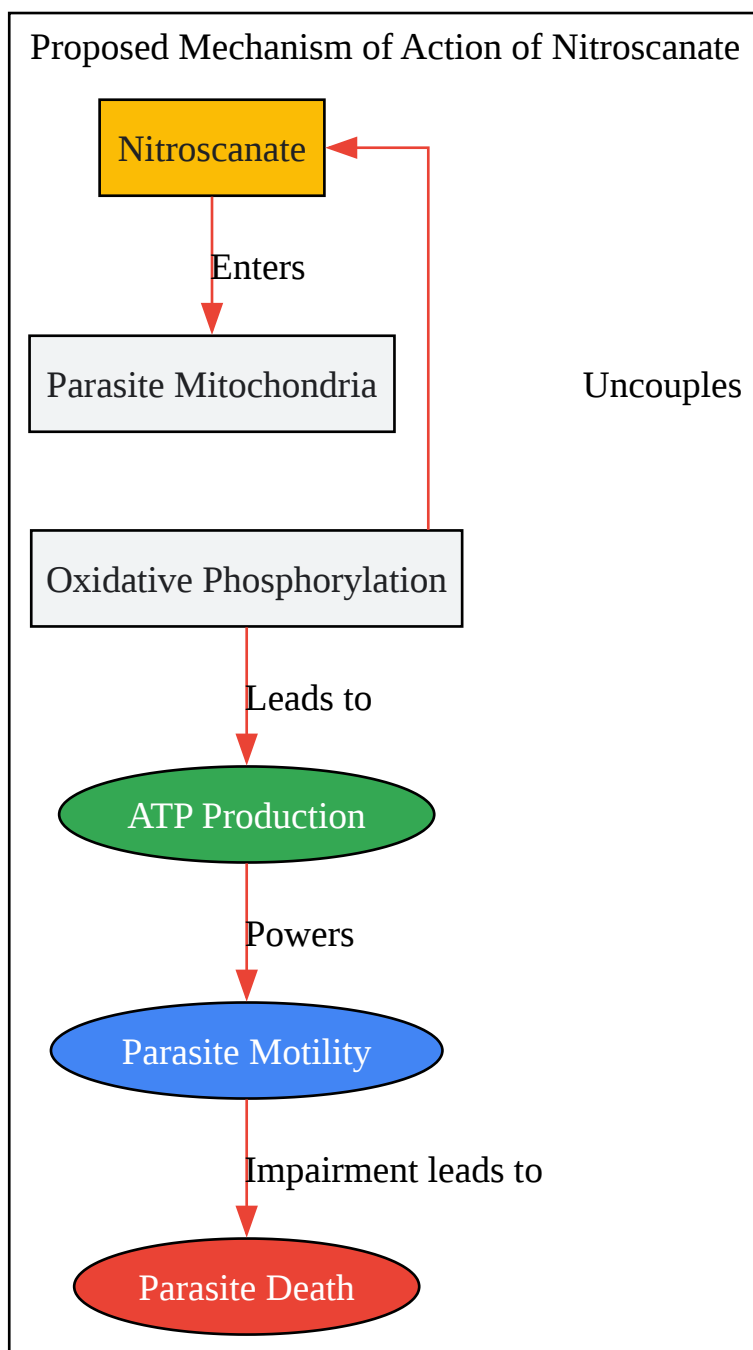 Proposed Mechanism of Action of Nitroscanate
Nitroscanate
Enters
Parasite Mitochondria
Uncouples
Oxidative Phosphorylation
Leads to
ATP Production
Powers
Parasite Motility
Impairment leads to
Parasite Death